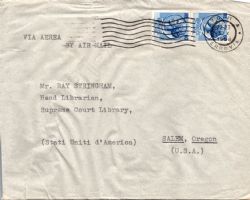 VIA AEREA
BY AIR MAIL
Mr. RAY STRINGHAM,
Head Librarian,
Supreme Court Library,
(Stati Uniti d'America)
SALEM, Oregon
(U.S.A.)